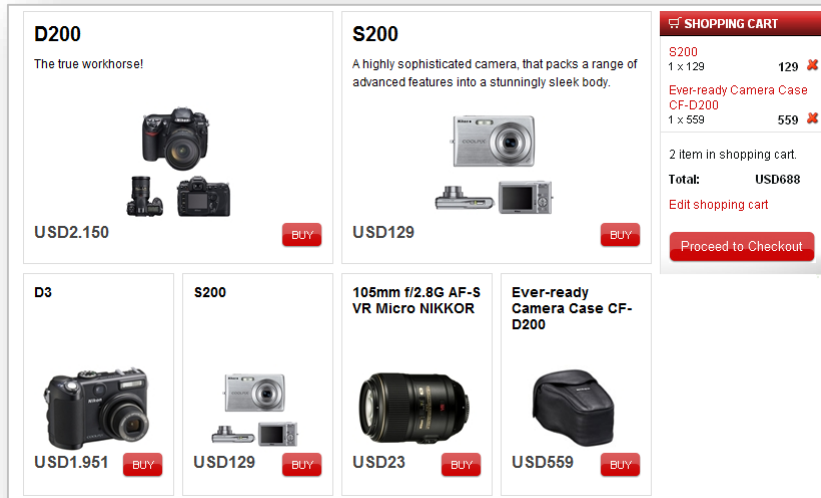 D200
The true workhorse!
USD2.150
BUY
S200
A highly sophisticated camera, that packs a range of
advanced features into a stunningly sleek body.
USD129
BUY
D3
USD1.951
BUY
S200
USD129
BUY
105mm f/2.8G AF-S
VR Micro NIKKOR
USD23
BUY
Ever-ready
Camera Case CF-
D200
USD559
BUY
SHOPPING CART
S200
1 x 129 129
Ever-ready Camera Case
CF-D200
1 x 559 559
2 item in shopping cart.
Total: USD688
Edit shopping cart
Proceed to Checkout